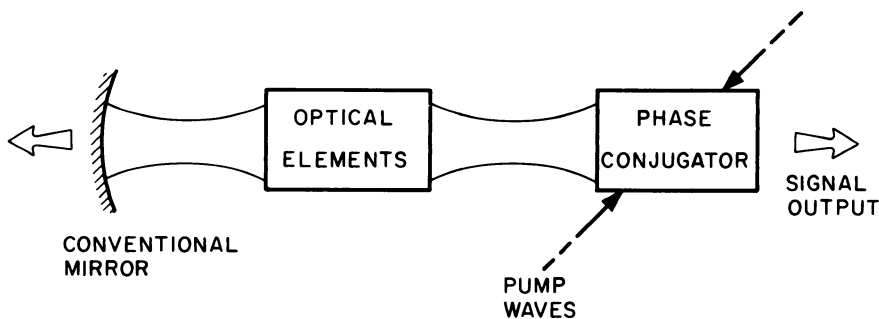 OPTICAL
ELEMENTS
PHASE
CONJUGATOR
SIGNAL
OUTPUT
CONVENTIONAL
MIRROR
PUMP
WAVES